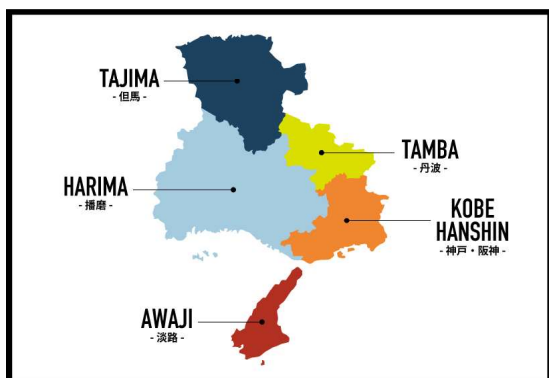 TAJIMA
- 但馬 -
TAMBA
- 丹波 -
HARIMA
- 播磨 -
KOBE
HANSHIN
- 神戸・阪神 -
AWAJI
- 淡路 -